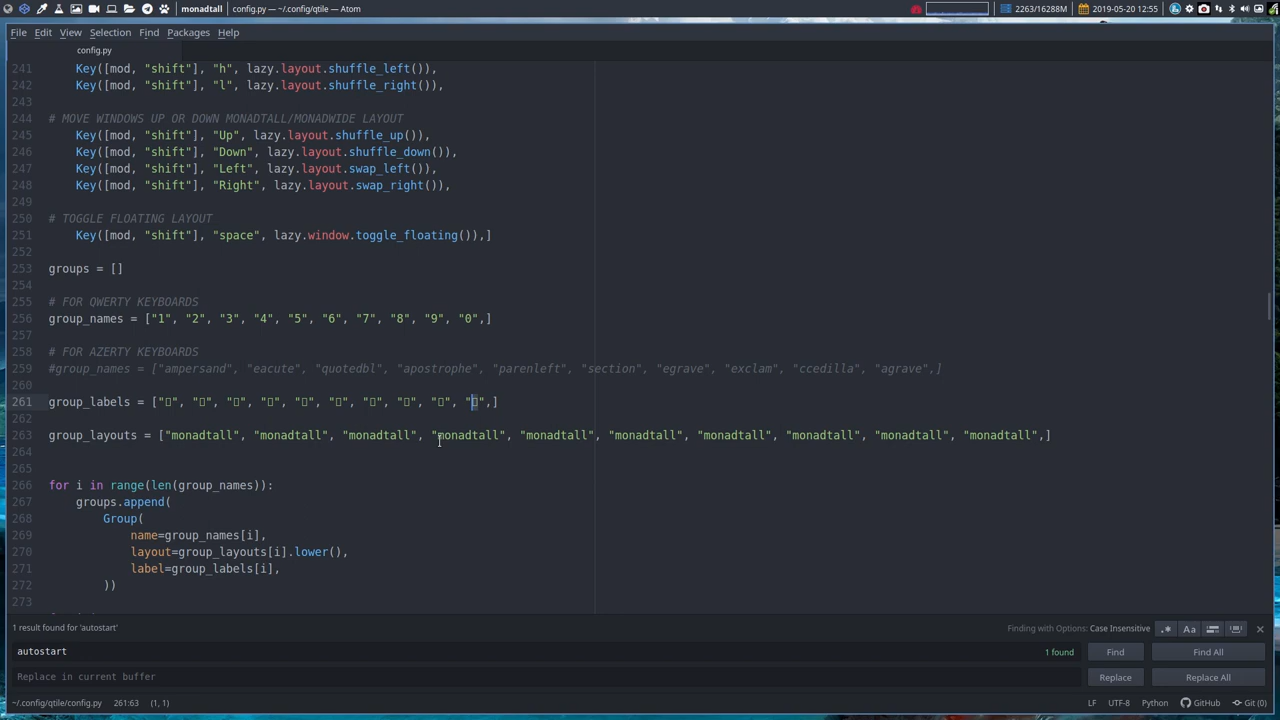 monadtall config.py — ~/.config/qtile — Atom 2263/16288M 2019-05-20 12:55
File Edit View Selection Find Packages Help
config.py
241 Key([mod, "shift"], "h", lazy.layout.shuffle_left()),
242 Key([mod, "shift"], "l", lazy.layout.shuffle_right()),
243
244 # MOVE WINDOWS UP OR DOWN MONADTALL/MONADWIDE LAYOUT
245 Key([mod, "shift"], "Up", lazy.layout.shuffle_up()),
246 Key([mod, "shift"], "Down", lazy.layout.shuffle_down()),
247 Key([mod, "shift"], "Left", lazy.layout.swap_left()),
248 Key([mod, "shift"], "Right", lazy.layout.swap_right()),
249
250 # TOGGLE FLOATING LAYOUT
251 Key([mod, "shift"], "space", lazy.window.toggle_floating()),]
252
253 groups = []
254
255 # FOR QWERTY KEYBOARDS
256 group_names = ["1", "2", "3", "4", "5", "6", "7", "8", "9", "0",]
257
258 # FOR AZERTY KEYBOARDS
259 #group_names = ["ampersand", "eacute", "quotedbl", "apostrophe", "parenleft", "section", "egrave", "exclam", "ccedilla", "agrave",]
260
261 group_labels = ["▯", "▯", "▯", "▯", "▯", "▯", "▯", "▯", "▯", "▯",]
262
263 group_layouts = ["monadtall", "monadtall", "monadtall", "monadtall", "monadtall", "monadtall", "monadtall", "monadtall", "monadtall", "monadtall",]
264
265
266 for i in range(len(group_names)):
267 groups.append(
268 Group(
269 name=group_names[i],
270 layout=group_layouts[i].lower(),
271 label=group_labels[i],
272 ))
273
1 result found for 'autostart' Finding with Options: Case Insensitive .* Aa
autostart 1 found Find Find All
Replace in current buffer Replace Replace All
~/.config/qtile/config.py 261:63 (1, 1) LF UTF-8 Python GitHub Git (0)